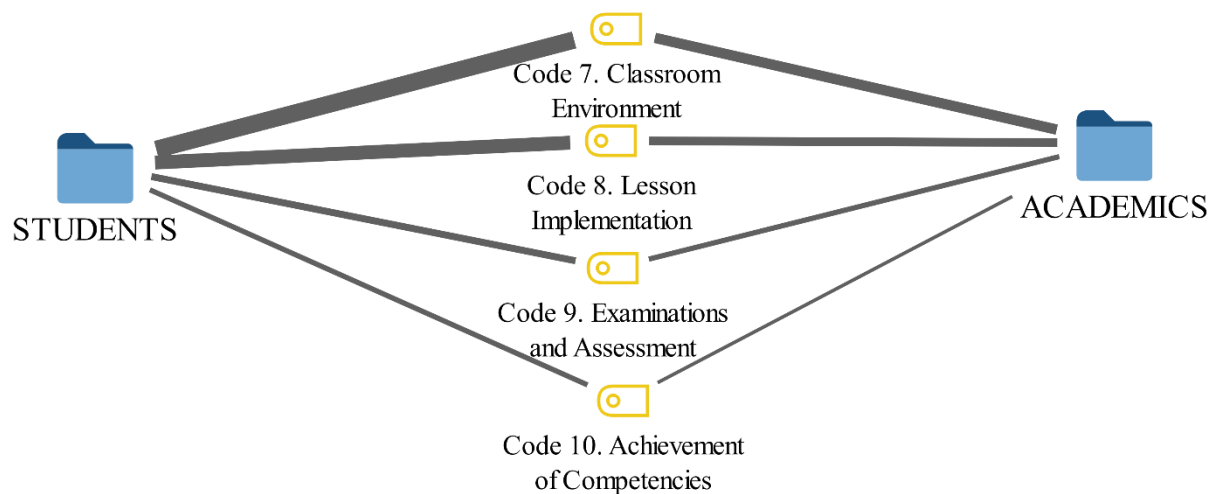 Code 7. Classroom
Environment
STUDENTS
Code 8. Lesson
Implementation
ACADEMICS
Code 9. Examinations
and Assessment
Code 10. Achievement
of Competencies